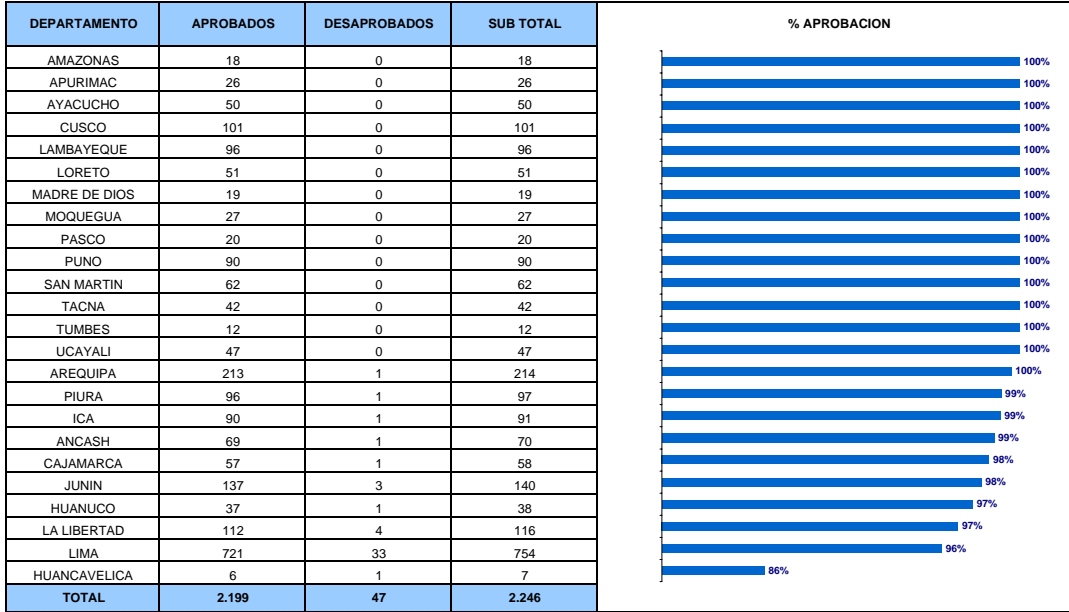 DEPARTAMENTO APROBADOS DESAPROBADOS SUB TOTAL % APROBACION
AMAZONAS 18 0 18 100%
APURIMAC 26 0 26 100%
AYACUCHO 50 0 50 100%
CUSCO 101 0 101 100%
LAMBAYEQUE 96 0 96 100%
LORETO 51 0 51 100%
MADRE DE DIOS 19 0 19 100%
MOQUEGUA 27 0 27 100%
PASCO 20 0 20 100%
PUNO 90 0 90 100%
SAN MARTIN 62 0 62 100%
TACNA 42 0 42 100%
TUMBES 12 0 12 100%
UCAYALI 47 0 47 100%
AREQUIPA 213 1 214 100%
PIURA 96 1 97 99%
ICA 90 1 91 99%
ANCASH 69 1 70 99%
CAJAMARCA 57 1 58 98%
JUNIN 137 3 140 98%
HUANUCO 37 1 38 97%
LA LIBERTAD 112 4 116 97%
LIMA 721 33 754 96%
HUANCAVELICA 6 1 7 86%
TOTAL 2.199 47 2.246